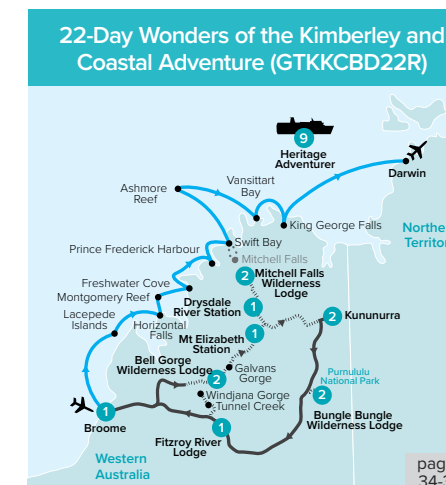 22-Day Wonders of the Kimberley and
Coastal Adventure (GTKKCBD22R)
9
Heritage
Adventurer
Darwin
Vansittart
Bay
Ashmore
Reef
King George Falls
Northe
Territor
Swift Bay
Prince Frederick Harbour
Mitchell Falls
2 Mitchell Falls
Wilderness
Lodge
Freshwater Cove
Montgomery Reef
Drysdale
River Station
1
Lacepede
Islands
Horizontal
Falls
2 Kununurra
Mt Elizabeth
Station
1
Bell Gorge
Wilderness Lodge
2
Galvans
Gorge
Purnululu
National Park
2
Windjana Gorge
Tunnel Creek
Bungle Bungle
Wilderness Lodge
1
Broome
1
Fitzroy River
Lodge
Western
Australia
pag